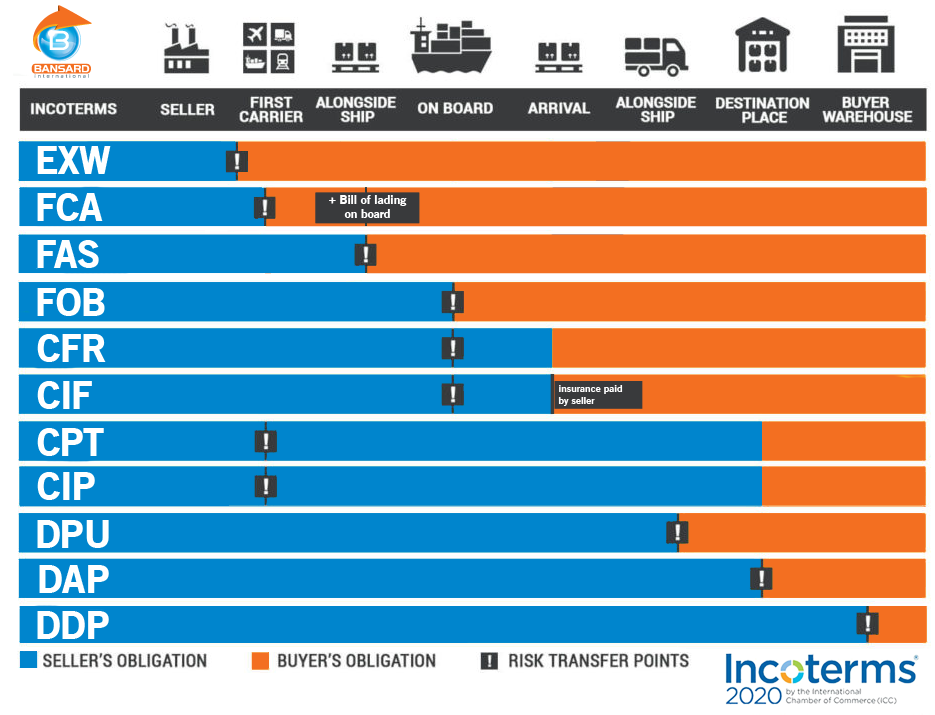 B
BANSARD
international
INCOTERMS
SELLER
FIRST
CARRIER
ALONGSIDE
SHIP
ON BOARD
ARRIVAL
ALONGSIDE
SHIP
DESTINATION
PLACE
BUYER
WAREHOUSE
EXW
!
FCA
!
+ Bill of lading
on board
FAS
!
FOB
!
CFR
!
CIF
!
insurance paid
by seller
CPT
!
CIP
!
DPU
!
DAP
!
DDP
!
SELLER'S OBLIGATION
BUYER'S OBLIGATION
! RISK TRANSFER POINTS
Incoterms®
2020
by the International
Chamber of Commerce (ICC)